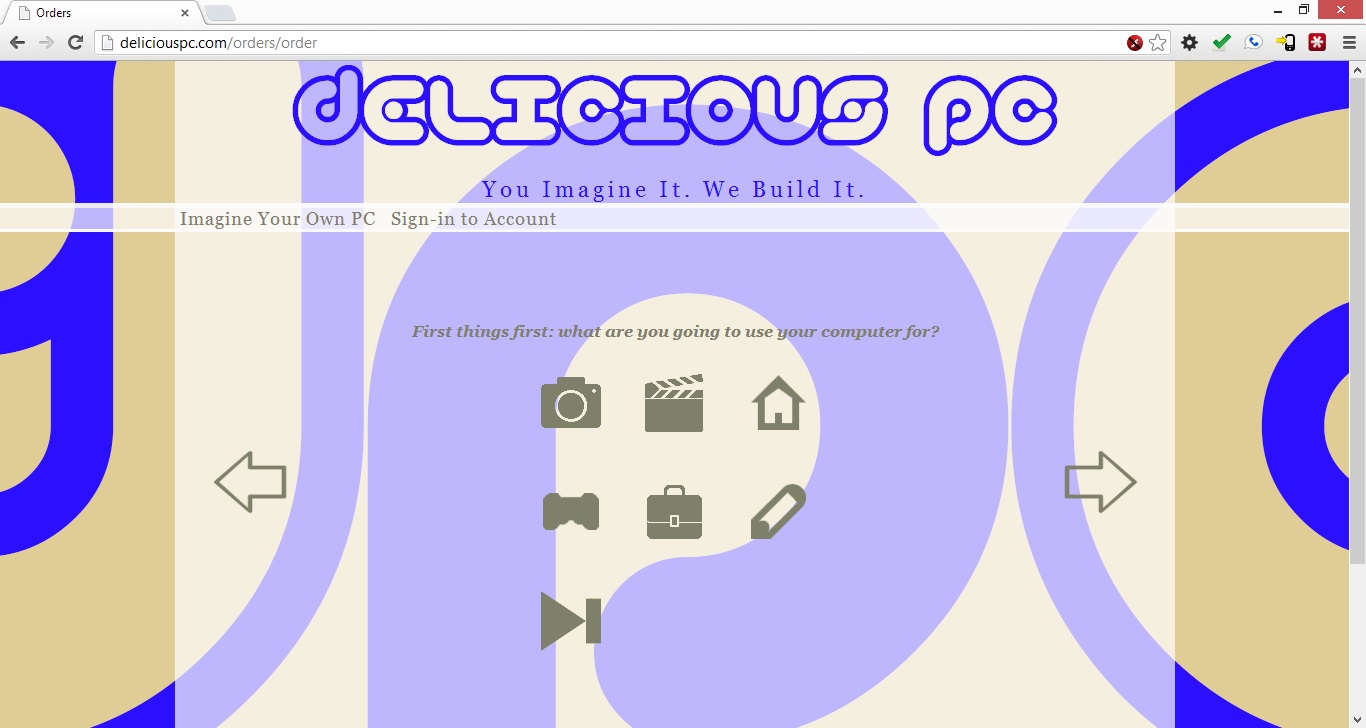 Orders
deliciouspc.com/orders/order
dELICIOUS PC
You Imagine It. We Build It.
Imagine Your Own PC Sign-in to Account
First things first: what are you going to use your computer for?